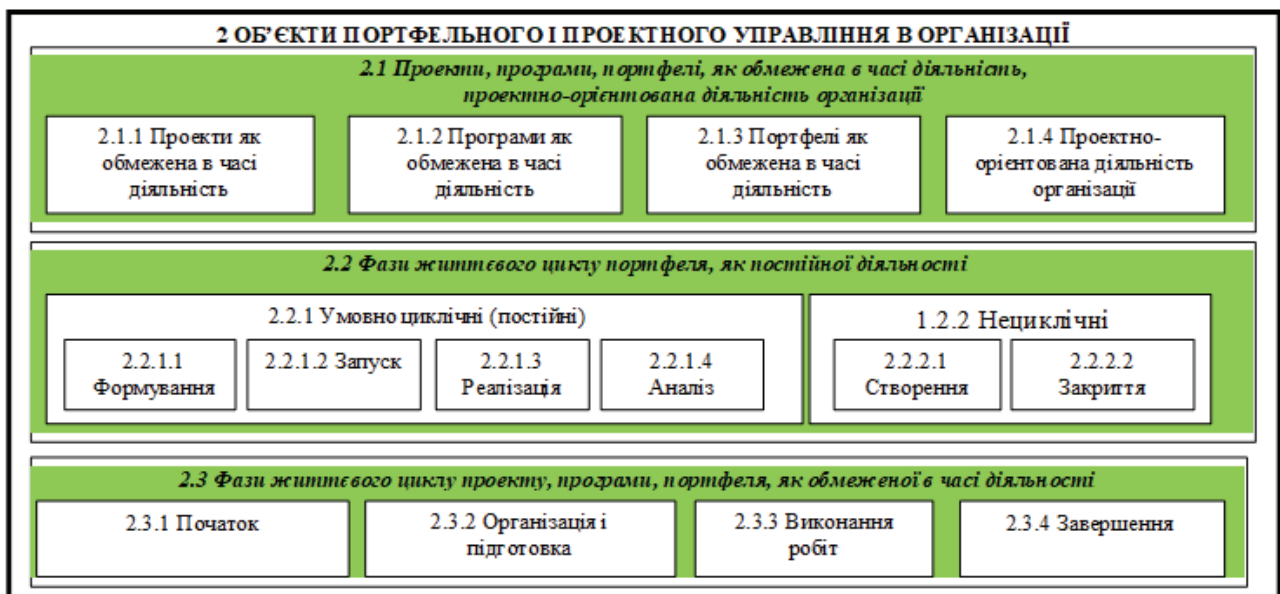 2 ОБ’ЄКТИ ПОРТФЕЛЬНОГО І ПРОЕКТНОГО УПРАВЛІННЯ В ОРГАНІЗАЦІЇ
2.1 Проекти, програми, портфелі, як обмежена в часі діяльність,
проектно-орієнтована діяльність організації
2.1.1 Проекти як
обмежена в часі
діяльність
2.1.2 Програми як
обмежена в часі
діяльність
2.1.3 Портфелі як
обмежена в часі
діяльність
2.1.4 Проектно-
орієнтована діяльність
організації
2.2 Фази життєвого циклу портфеля, як постійної діяльності
2.2.1 Умовно циклічні (постійні)
2.2.1.1
Формування
2.2.1.2 Запуск
2.2.1.3
Реалізація
2.2.1.4
Аналіз
1.2.2 Нециклічні
2.2.2.1
Створення
2.2.2.2
Закриття
2.3 Фази життєвого циклу проекту, програми, портфеля, як обмеженої в часі діяльності
2.3.1 Початок
2.3.2 Організація і
підготовка
2.3.3 Виконання
робіт
2.3.4 Завершення